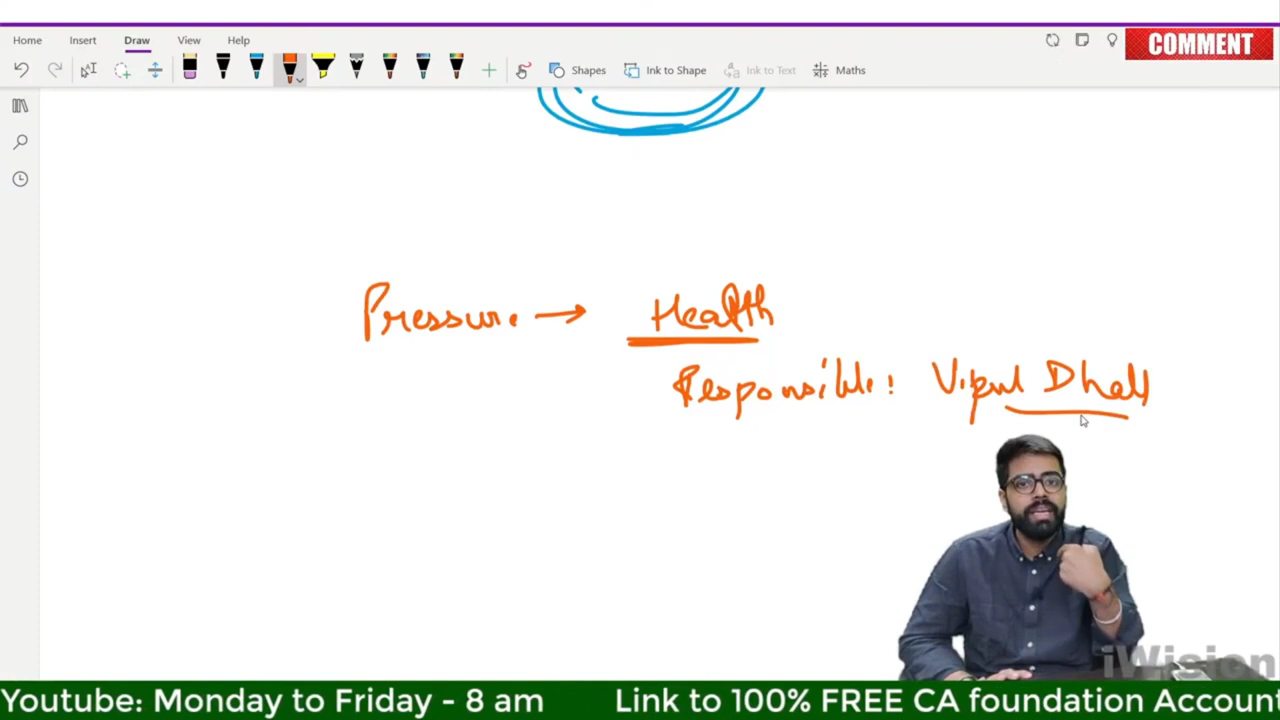 Home Insert Draw View Help
COMMENT
Shapes Ink to Shape Ink to Text Maths
Pressure → Health
Responsible: Vipul Dhall
iWision
Youtube: Monday to Friday - 8 am Link to 100% FREE CA foundation Account